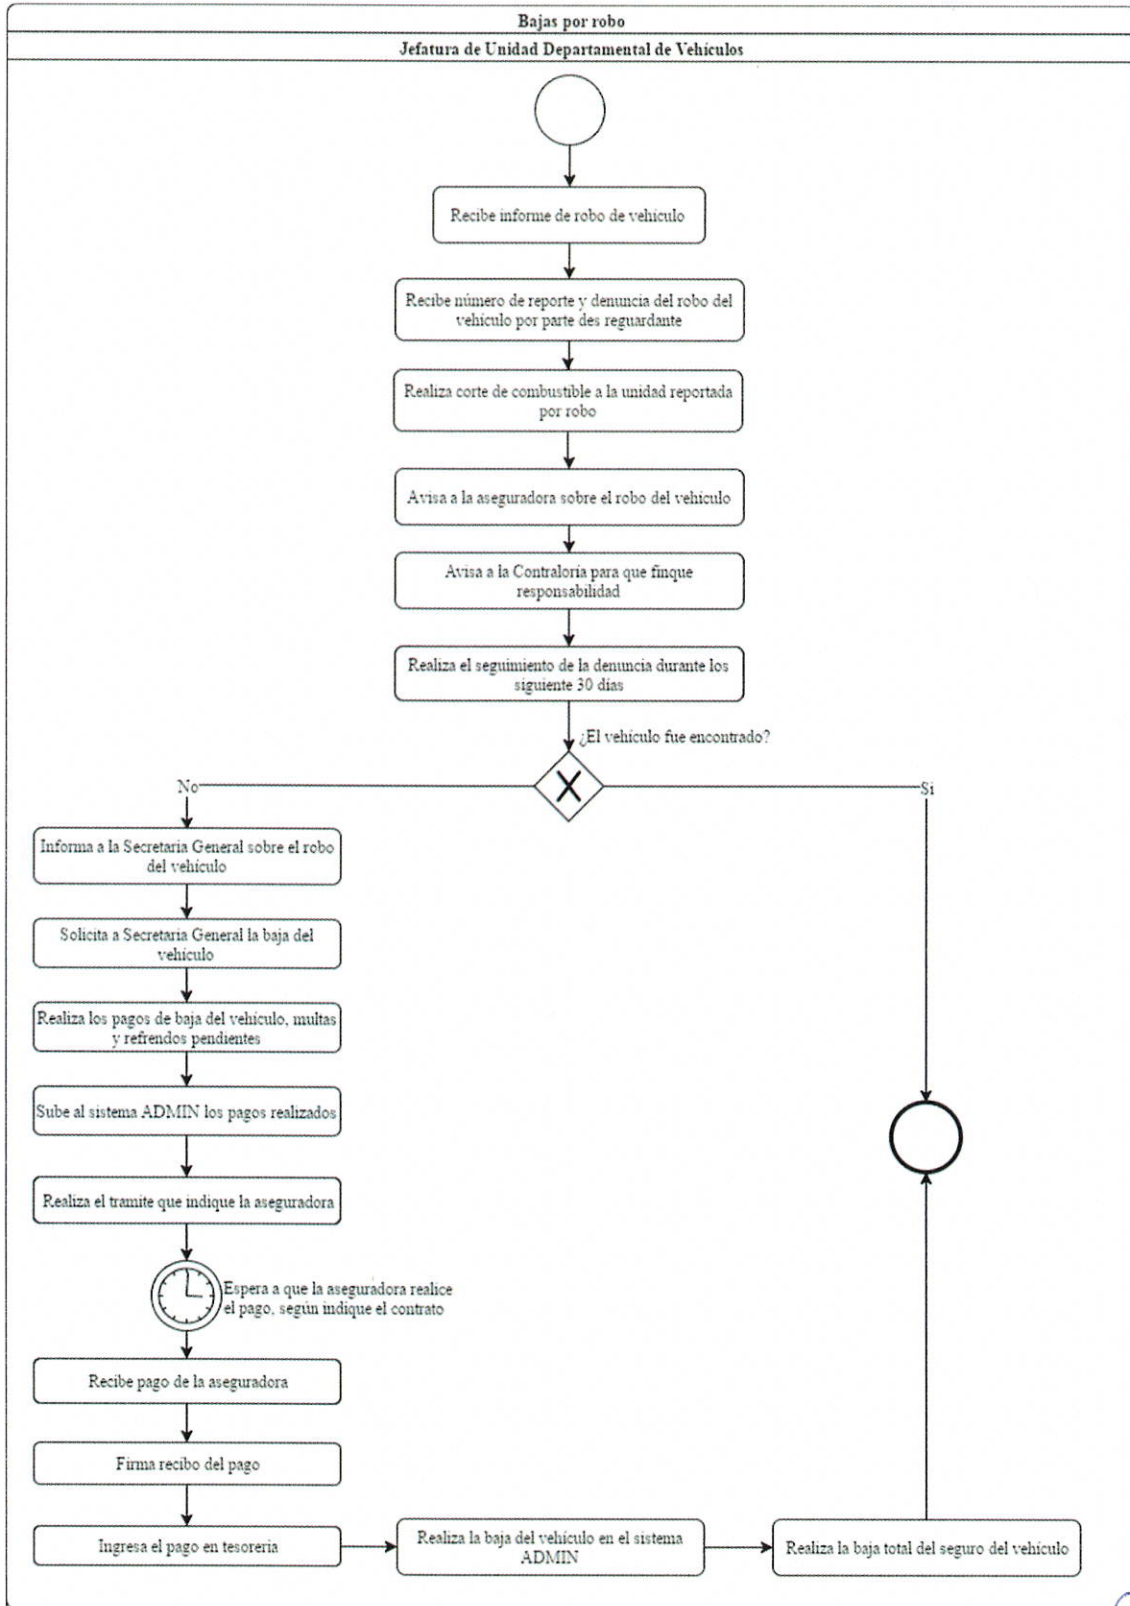 Bajas por robo
Jefatura de Unidad Departamental de Vehículos
Recibe informe de robo de vehículo
Recibe número de reporte y denuncia del robo del
vehículo por parte des reguardante
Realiza corte de combustible a la unidad reportada
por robo
Avisa a la aseguradora sobre el robo del vehículo
Avisa a la Contraloría para que finque
responsabilidad
Realiza el seguimiento de la denuncia durante los
siguiente 30 días
¿El vehículo fue encontrado?
No
Si
Informa a la Secretaria General sobre el robo
del vehículo
Solicita a Secretaria General la baja del
vehículo
Realiza los pagos de baja del vehículo, multas
y refrendos pendientes
Sube al sistema ADMIN los pagos realizados
Realiza el tramite que indique la aseguradora
Espera a que la aseguradora realice
el pago, según indique el contrato
Recibe pago de la aseguradora
Firma recibo del pago
Ingresa el pago en tesoreria
Realiza la baja del vehículo en el sistema
ADMIN
Realiza la baja total del seguro del vehículo